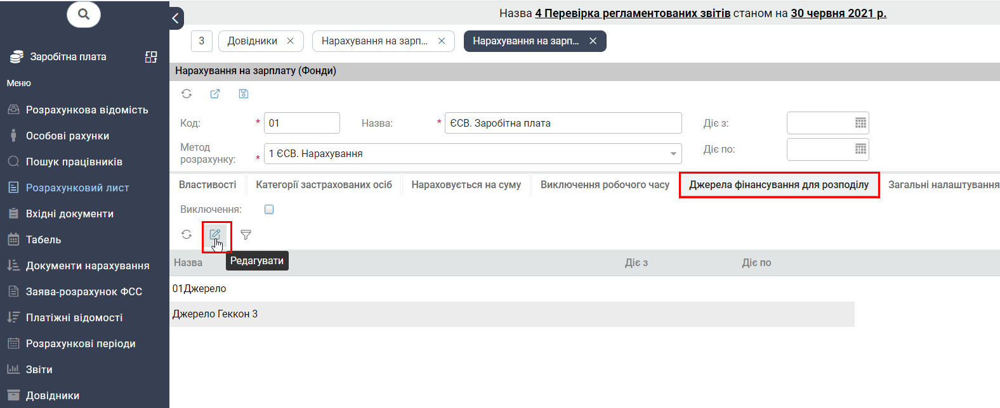 Назва 4 Перевірка регламентованих звітів станом на 30 червня 2021 р.
3
Довідники
Нарахування на зарп...
Нарахування на зарп...
Заробітна плата
Меню
Розрахункова відомість
Особові рахунки
Пошук працівників
Розрахунковий лист
Вхідні документи
Табель
Документи нарахування
Заява-розрахунок ФСС
Платіжні відомості
Розрахункові періоди
Звіти
Довідники
Нарахування на зарплату (Фонди)
Код: * 01 Назва: * ЄСВ. Заробітна плата Діє з:
Метод розрахунку: * 1 ЄСВ. Нарахування Діє по:
Властивості Категорії застрахованих осіб Нараховується на суму Виключення робочого часу Джерела фінансування для розподілу Загальні налаштування
Виключення:
Редагувати
Назва Діє з Діє по
01Джерело
Джерело Геккон 3